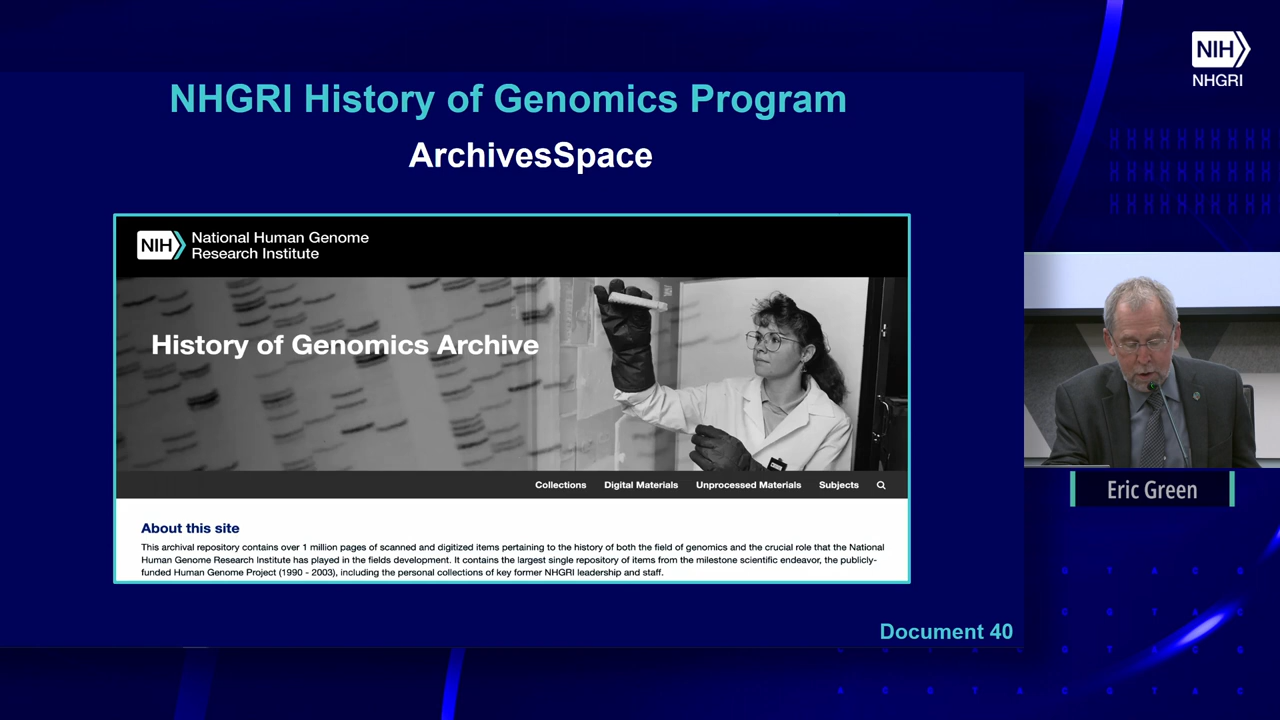 NHGRI History of Genomics Program
ArchivesSpace
NIH
National Human Genome
Research Institute
History of Genomics Archive
Collections Digital Materials Unprocessed Materials Subjects
About this site
This archival repository contains over 1 million pages of scanned and digitized items pertaining to the history of both the field of genomics and the crucial role that the National
Human Genome Research Institute has played in the fields development. It contains the largest single repository of items from the milestone scientific endeavor, the publicly-
funded Human Genome Project (1990 - 2003), including the personal collections of key former NHGRI leadership and staff.
Document 40
NIH
NHGRI
Eric Green